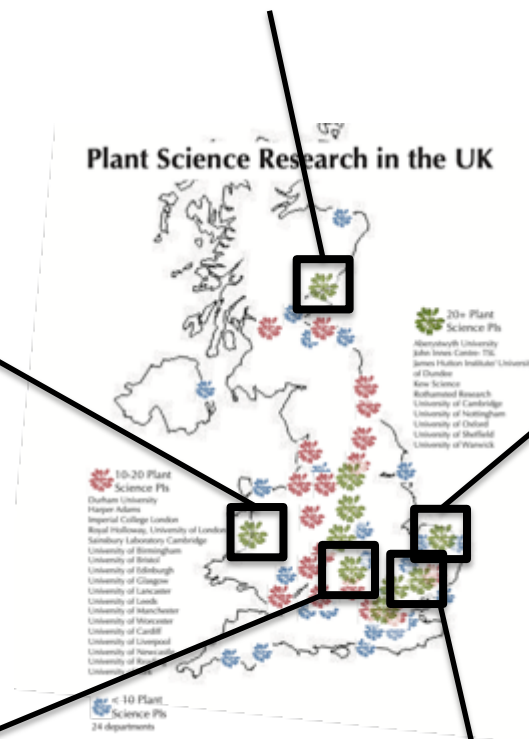 Plant Science Research in the UK
20+ Plant
Science PIs
Aberystwyth University
John Innes Centre- TSL
James Hutton Institute/ Universit
of Dundee
Kew Science
Rothamsted Research
University of Cambridge
University of Nottingham
University of Oxford
University of Sheffield
University of Warwick
10-20 Plant
Science PIs
Durham University
Harper Adams
Imperial College London
Royal Holloway, University of London
Sainsbury Laboratory Cambridge
University of Birmingham
University of Bristol
University of Edinburgh
University of Glasgow
University of Lancaster
University of Leeds
University of Manchester
University of Worcester
University of Cardiff
University of Liverpool
University of Newcastle
University of
University of
< 10 Plant
Science PIs
24 departments